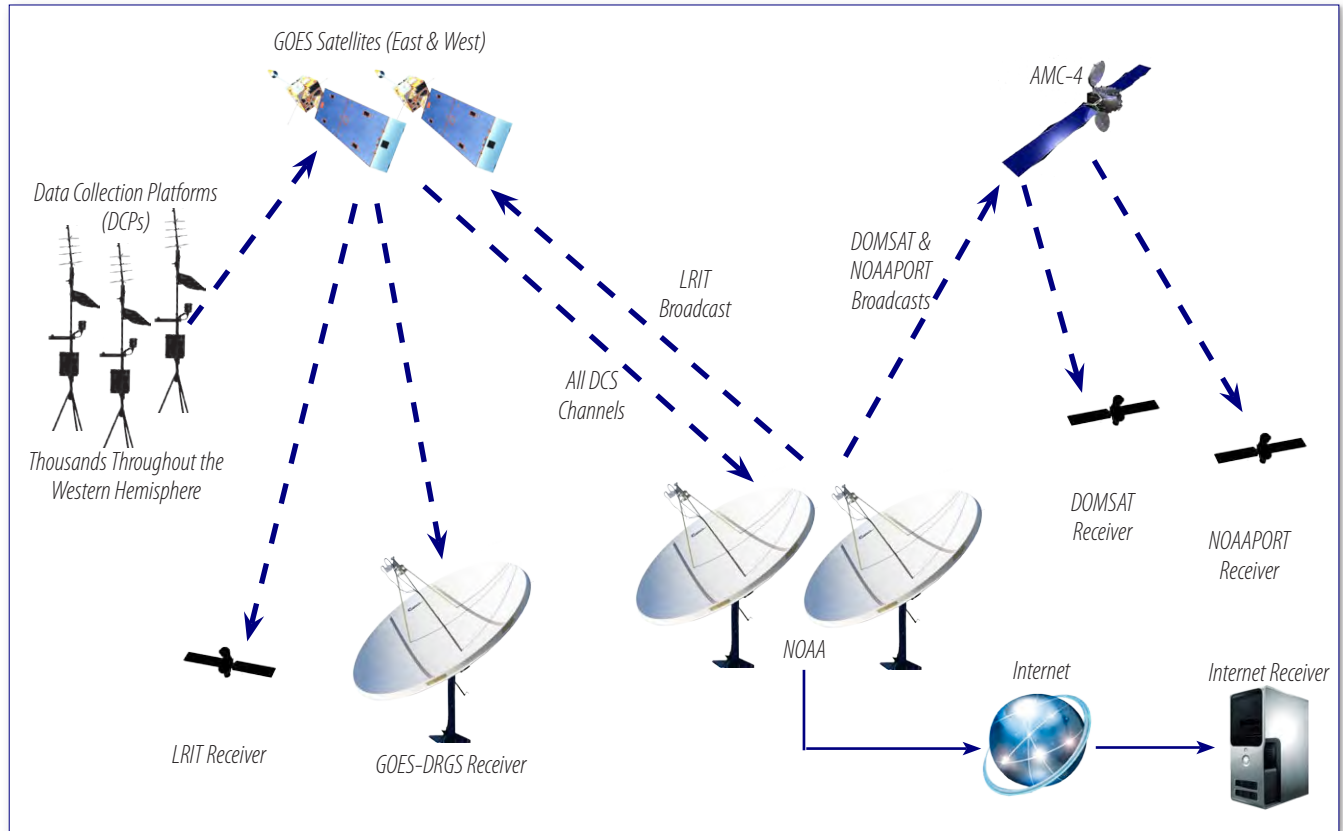 GOES Satellites (East & West)
AMC-4
Data Collection Platforms
(DCPs)
DOMSAT &
NOAAPORT
Broadcasts
LRIT
Broadcast
All DCS
Channels
Thousands Throughout the
Western Hemisphere
DOMSAT
Receiver
NOAAPORT
Receiver
NOAA
Internet
Internet Receiver
LRIT Receiver
GOES-DRGS Receiver